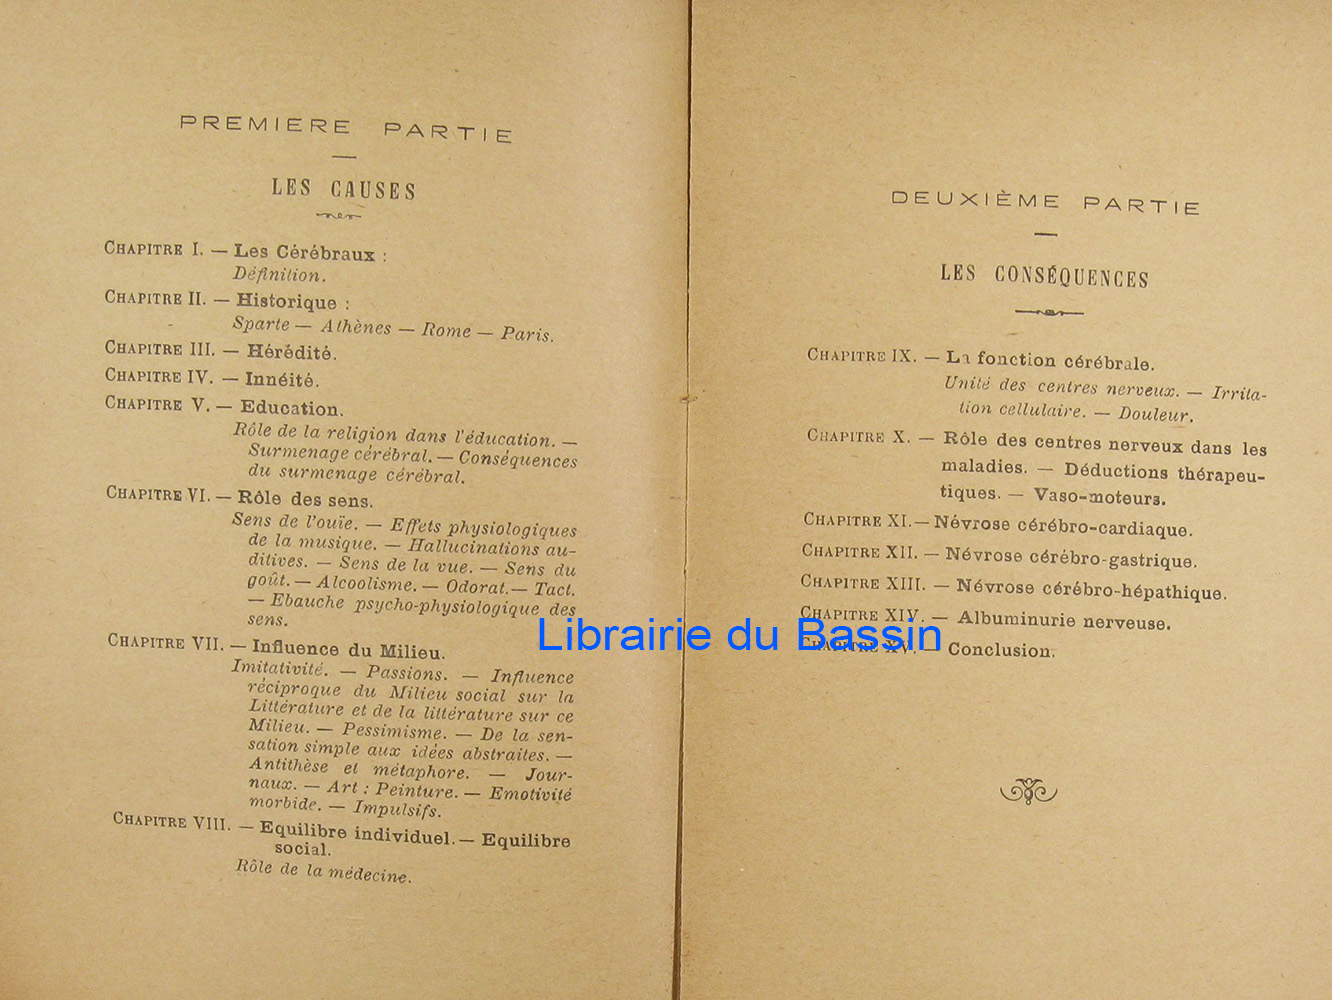 PREMIERE PARTIE
LES CAUSES
CHAPITRE I. — Les Cérébraux :
Définition.
CHAPITRE II. — Historique :
Sparte — Athènes — Rome — Paris.
CHAPITRE III. — Hérédité.
CHAPITRE IV. — Innéité.
CHAPITRE V. — Education.
Rôle de la religion dans l'éducation. —
Surmenage cérébral. — Conséquences
du surmenage cérébral.
CHAPITRE VI. — Rôle des sens.
Sens de l'ouïe. — Effets physiologiques
de la musique. — Hallucinations au-
ditives. — Sens de la vue. — Sens du
goût. — Alcoolisme. — Odorat. — Tact.
— Ebauche psycho-physiologique des
sens.
CHAPITRE VII. — Influence du Milieu.
Imitativité. — Passions. — Influence
réciproque du Milieu social sur la
Littérature et de la littérature sur ce
Milieu. — Pessimisme. — De la sen-
sation simple aux idées abstraites. —
Antithèse et métaphore. — Jour-
naux. — Art : Peinture. — Emotivité
morbide. — Impulsifs.
CHAPITRE VIII. — Equilibre individuel. — Equilibre
social.
Rôle de la médecine.
DEUXIÈME PARTIE
LES CONSÉQUENCES
CHAPITRE IX. — La fonction cérébrale.
Unité des centres nerveux. — Irrita-
tion cellulaire. — Douleur.
CHAPITRE X. — Rôle des centres nerveux dans les
maladies. — Déductions thérapeu-
tiques. — Vaso-moteurs.
CHAPITRE XI. — Névrose cérébro-cardiaque.
CHAPITRE XII. — Névrose cérébro-gastrique.
CHAPITRE XIII. — Névrose cérébro-hépathique.
CHAPITRE XIV. — Albuminurie nerveuse.
CHAPITRE XV. — Conclusion.
Librairie du Bassin